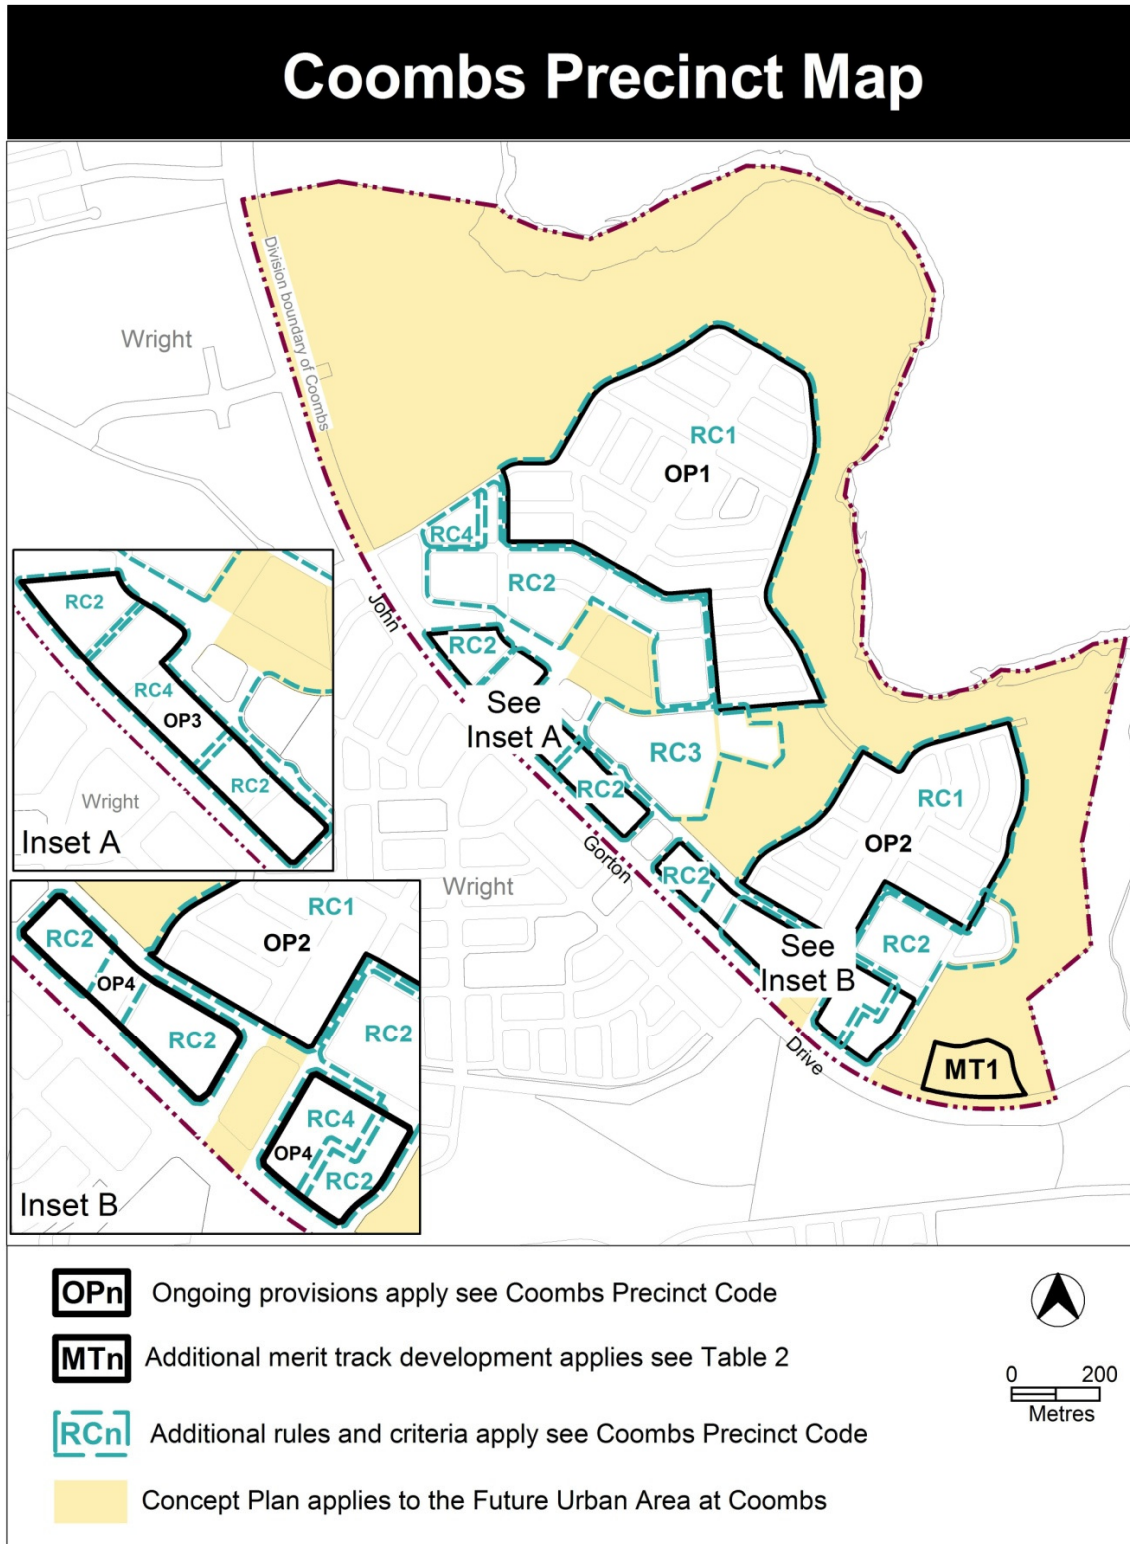 Coombs Precinct Map
Division boundary of Coombs
Wright
RC1
OP1
RC4
RC2
John
RC2
See
Inset A
RC3
RC2
Gorton
Wright
RC1
OP2
RC2
RC2
See
Inset B
Drive
MT1
RC2
RC4
OP3
RC2
Wright
Inset A
RC1
OP2
RC2
OP4
RC2
RC2
RC4
OP4
RC2
Inset B
OPn Ongoing provisions apply see Coombs Precinct Code
MTn Additional merit track development applies see Table 2
RCn Additional rules and criteria apply see Coombs Precinct Code
Concept Plan applies to the Future Urban Area at Coombs
0 200
Metres